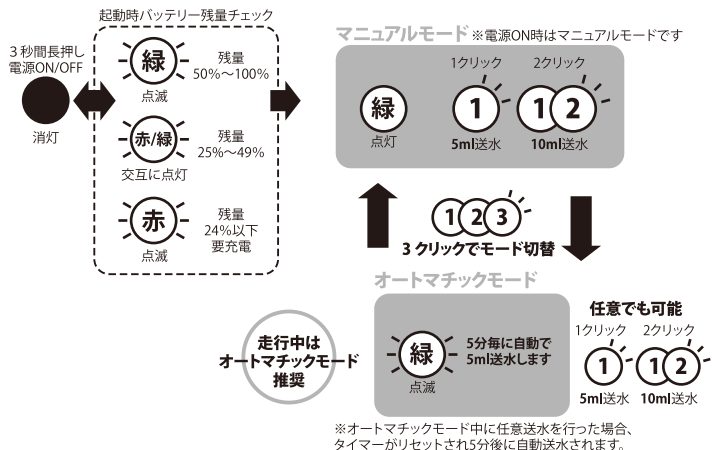 起動時バッテリー残量チェック
3秒間長押し
電源ON/OFF
消灯
緑
点滅
残量
50%～100%
赤/緑
交互に点灯
残量
25%～49%
赤
点滅
残量
24%以下
要充電
マニュアルモード ※電源ON時はマニュアルモードです
緑
点灯
1クリック
1
5ml送水
2クリック
1 2
10ml送水
1 2 3
3クリックでモード切替
オートマチックモード
走行中は
オートマチックモード
推奨
緑
点滅
5分毎に自動で
5ml送水します
任意でも可能
1クリック
1
5ml送水
2クリック
1 2
10ml送水
※オートマチックモード中に任意送水を行った場合、
タイマーがリセットされ5分後に自動送水されます。